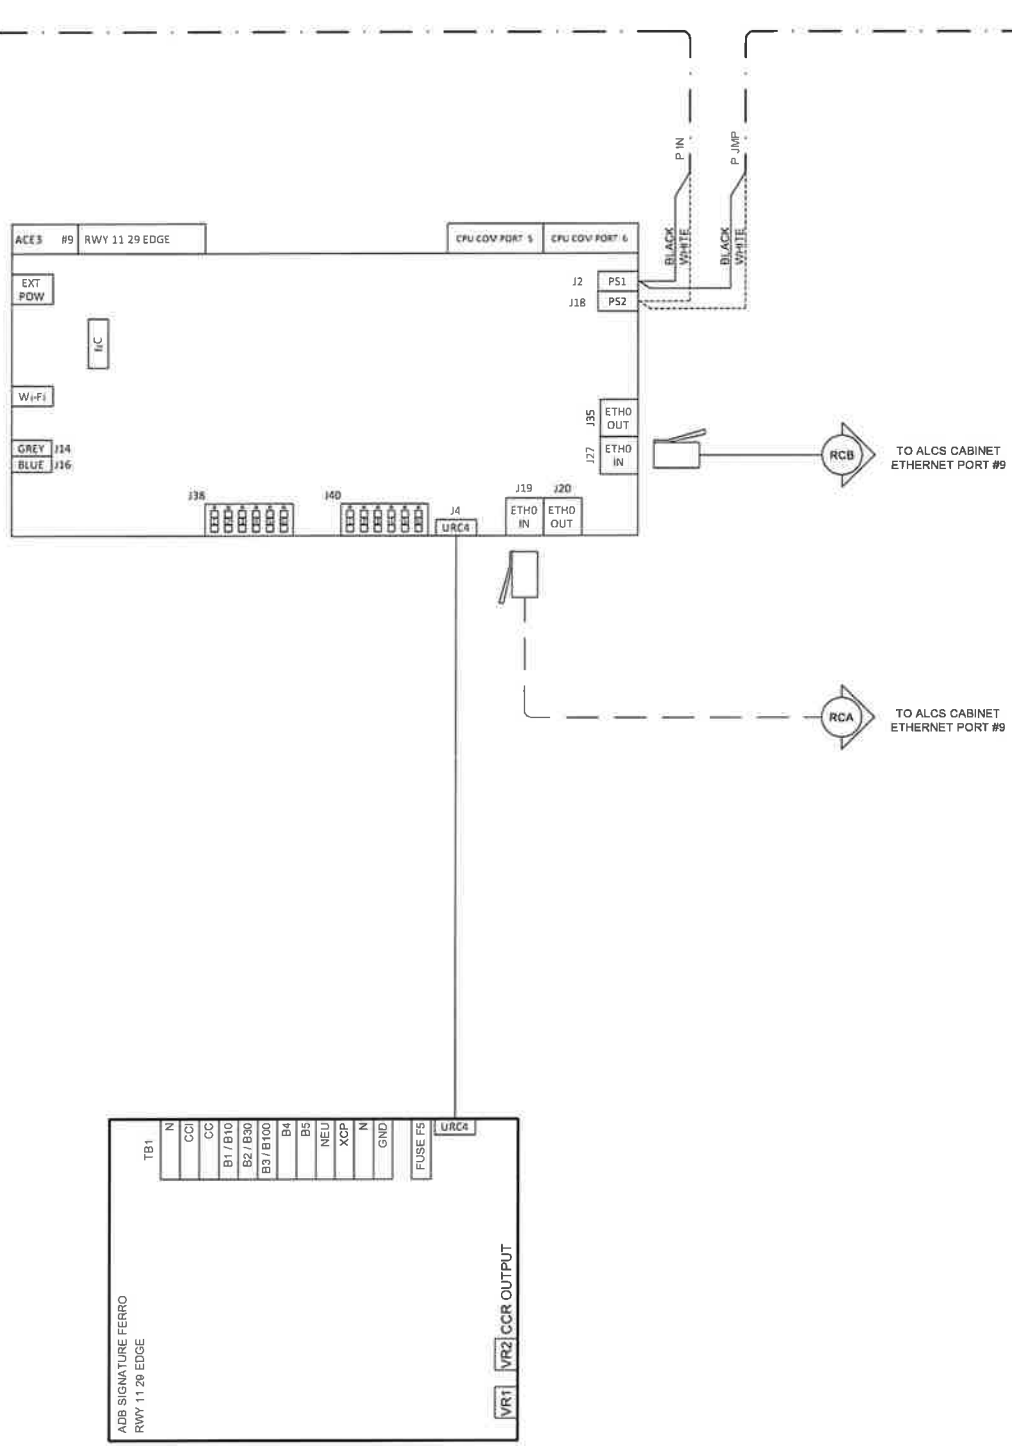 P IN
P JMP
BLACK
WHITE
BLACK
WHITE
ACE3 #9 RWY 11 29 EDGE
CPU COM PORT 5
CPU COM PORT 6
EXT
POW
J2 PS1
J18 PS2
Wi-Fi
J35
ETH0
OUT
J27
ETH0
IN
RCB
TO ALCS CABINET
ETHERNET PORT #9
GREY J14
BLUE J16
J38
J40
J4
URC4
J19
J20
ETH0
IN
ETH0
OUT
RCA
TO ALCS CABINET
ETHERNET PORT #9
TB1
N
CCI
CC
B1 / B10
B2 / B30
B3 / B100
B4
B5
NEU
XCP
N
GND
FUSE F5
URC4
ADB SIGNATURE FERRO
RWY 11 29 EDGE
VR1
VR2
CCR OUTPUT